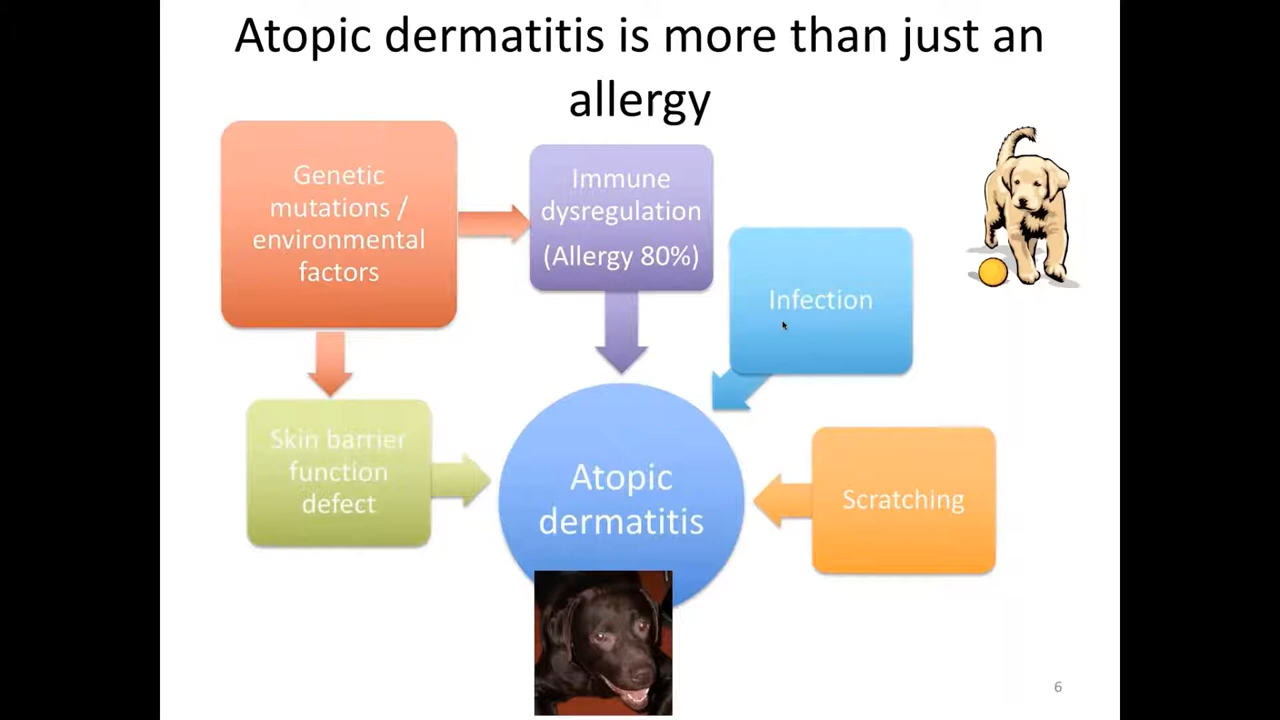 Atopic dermatitis is more than just an
allergy
Genetic
mutations /
environmental
factors
Immune
dysregulation
(Allergy 80%)
Infection
Skin barrier
function
defect
Atopic
dermatitis
Scratching
6